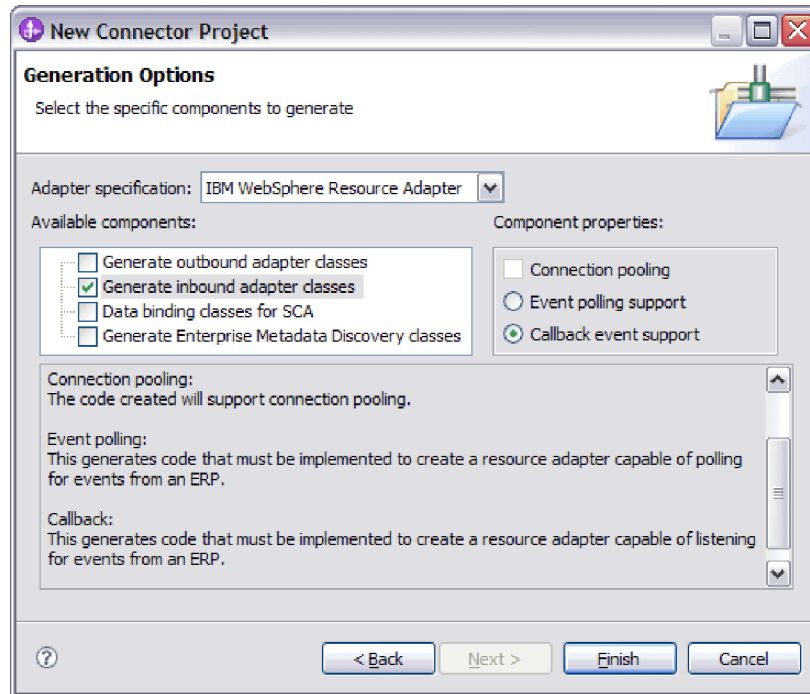 New Connector Project
Generation Options
Select the specific components to generate
Adapter specification: IBM WebSphere Resource Adapter
Available components:
Generate outbound adapter classes
Generate inbound adapter classes
Data binding classes for SCA
Generate Enterprise Metadata Discovery classes
Component properties:
Connection pooling
Event polling support
Callback event support
Connection pooling:
The code created will support connection pooling.
Event polling:
This generates code that must be implemented to create a resource adapter capable of polling
for events from an ERP.
Callback:
This generates code that must be implemented to create a resource adapter capable of listening
for events from an ERP.
?
< Back
Next >
Finish
Cancel